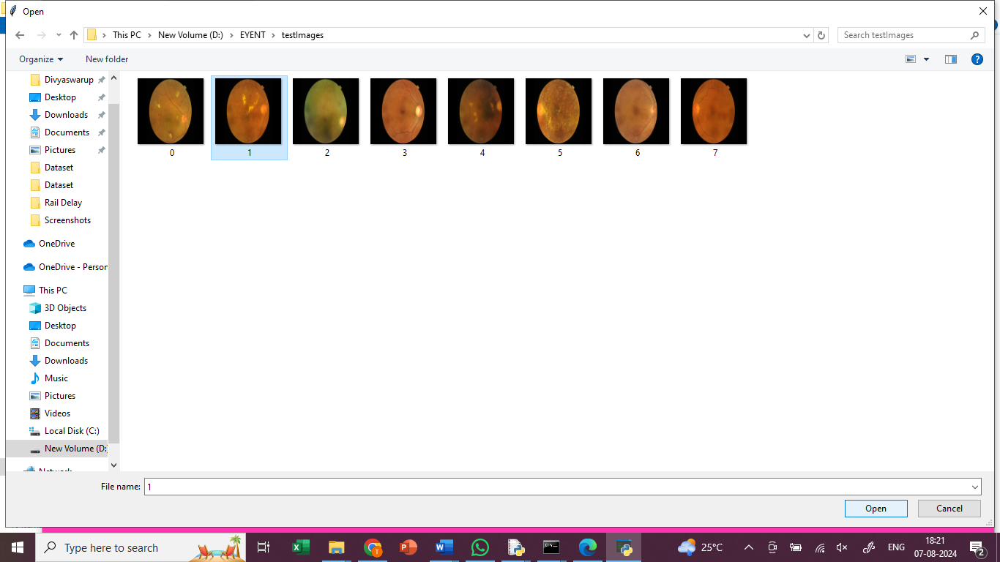 Open
This PC > New Volume (D:) > EYENT > testImages
Search testImages
Organize
New folder
Divyaswarup
Desktop
Downloads
Documents
Pictures
Dataset
Dataset
Rail Delay
Screenshots
OneDrive
OneDrive - Person
This PC
3D Objects
Desktop
Documents
Downloads
Music
Pictures
Videos
Local Disk (C:)
New Volume (D:
Network
0
1
2
3
4
5
6
7
File name:
1
Open
Cancel
Type here to search
25°C
ENG
18:21
07-08-2024
2